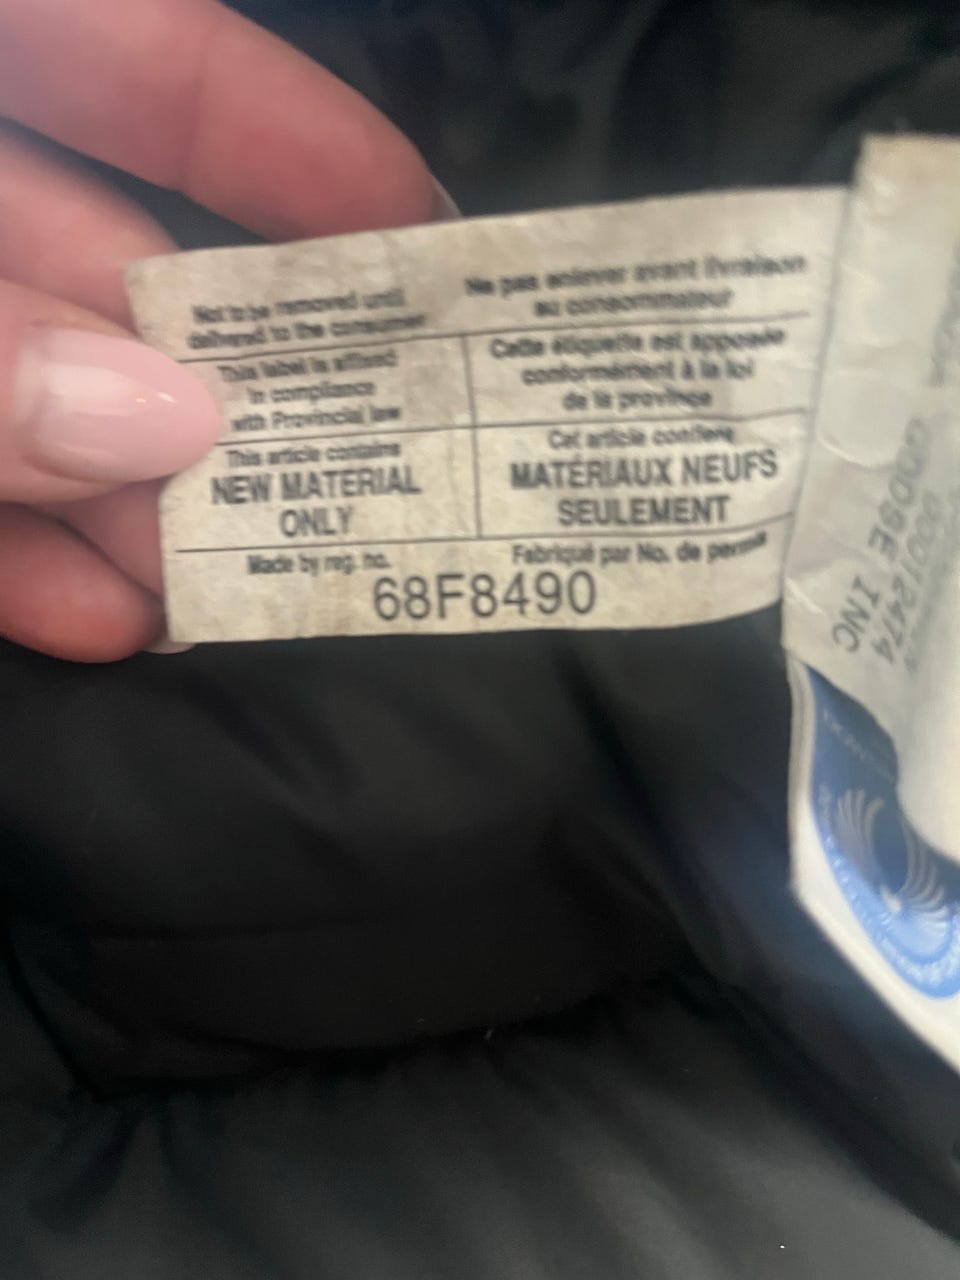 Not to be removed until
delivered to the consumer
Ne pas enlever avant livraison
au consommateur
This label is affixed
in compliance
with Provincial law
Cette étiquette est apposée
conformément à la loi
de la province
This article contains
NEW MATERIAL
ONLY
Cet article contient
MATÉRIAUX NEUFS
SEULEMENT
Made by reg. no.
Fabriqué par No. de permis
68F8490
INC